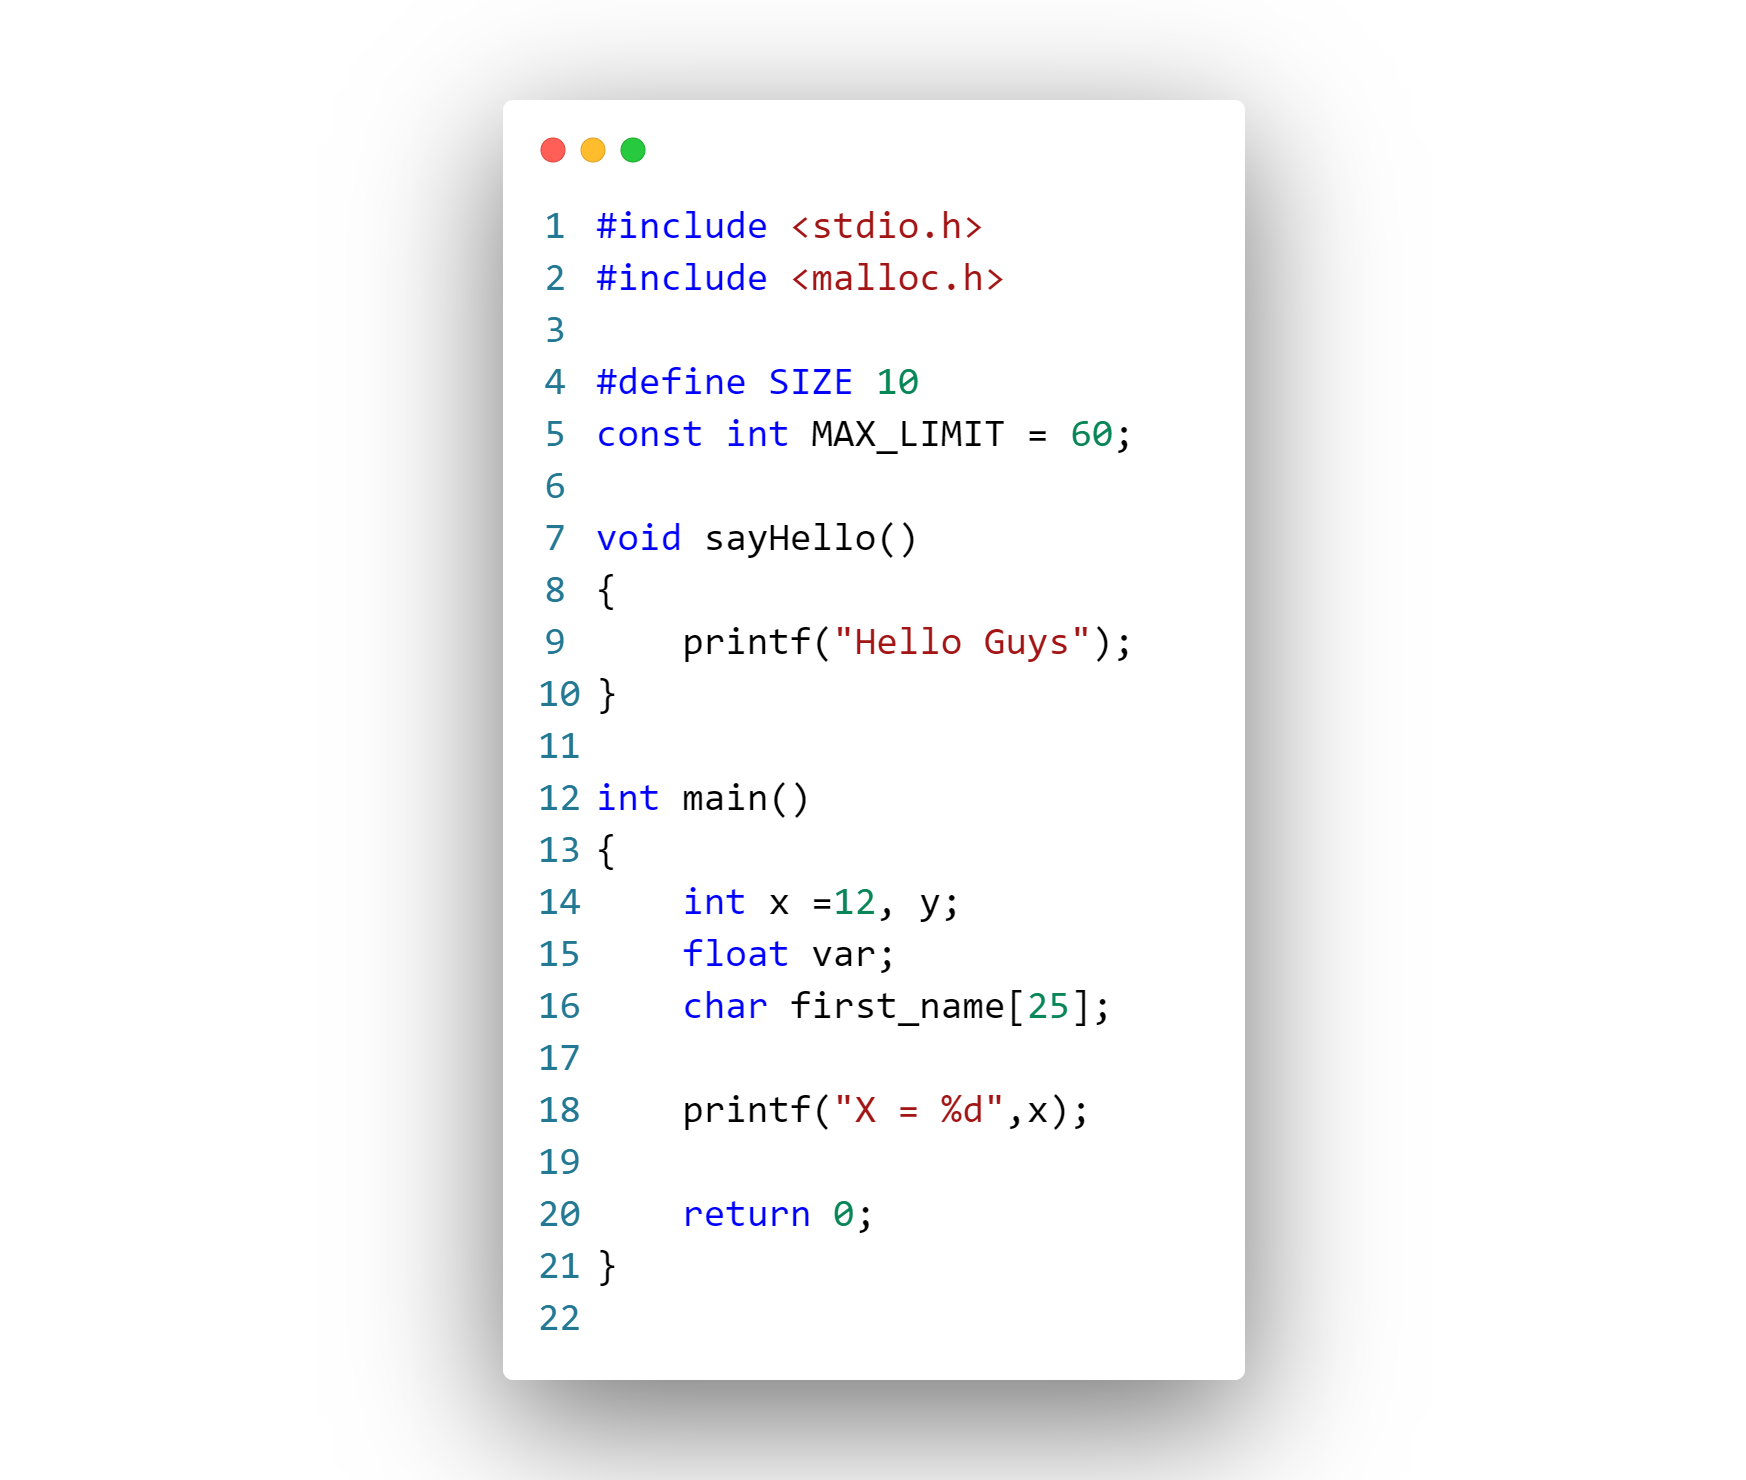 1 #include <stdio.h>
2 #include <malloc.h>
3
4 #define SIZE 10
5 const int MAX_LIMIT = 60;
6
7 void sayHello()
8 {
9     printf("Hello Guys");
10 }
11
12 int main()
13 {
14     int x =12, y;
15     float var;
16     char first_name[25];
17
18     printf("X = %d",x);
19
20     return 0;
21 }
22